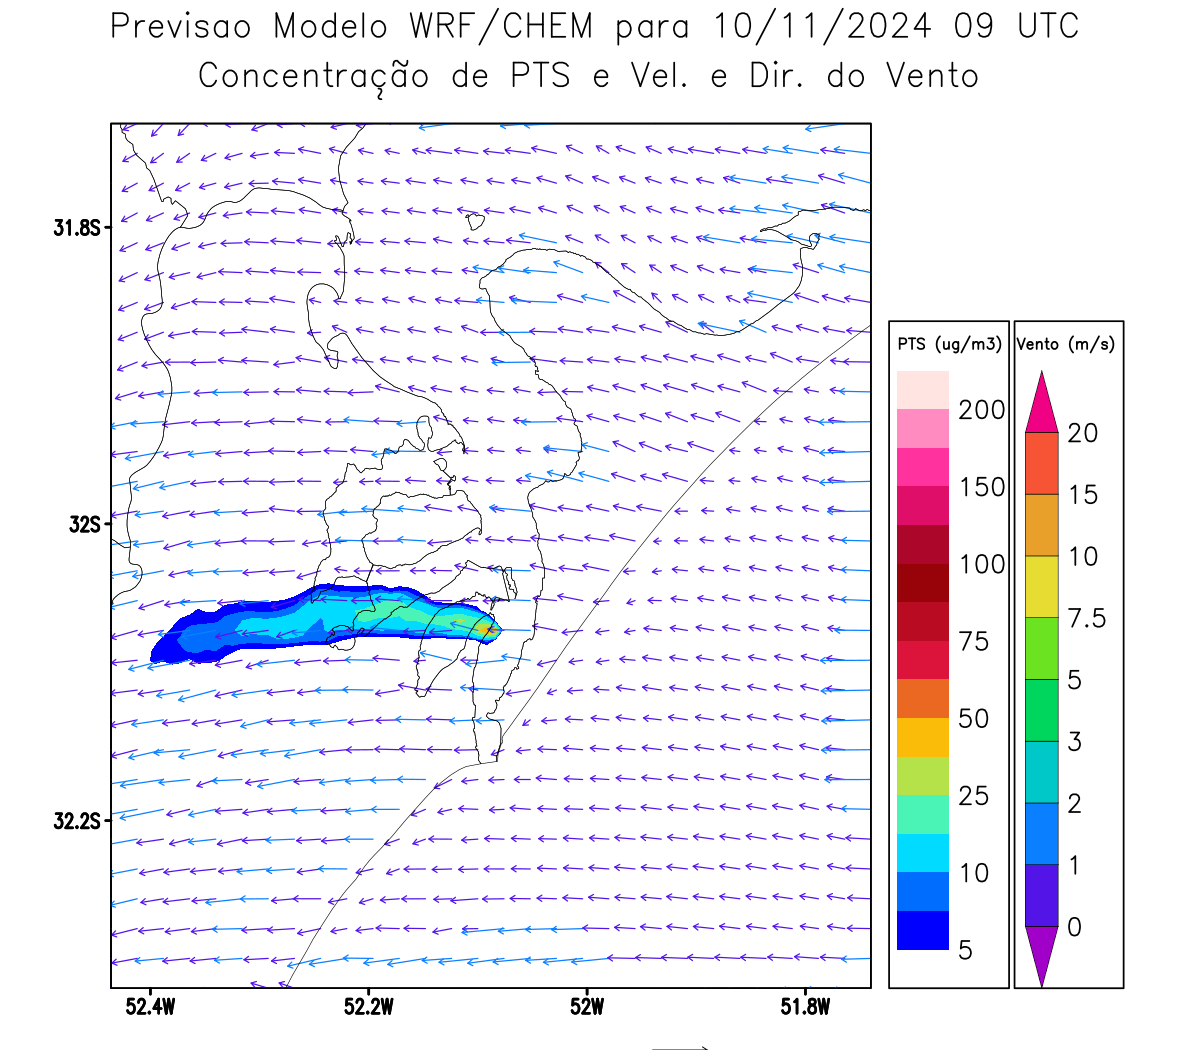 Previsao Modelo WRF/CHEM para 10/11/2024 09 UTC
Concentração de PTS e Vel. e Dir. do Vento
31.8S
32S
32.2S
52.4W
52.2W
52W
51.8W
PTS (ug/m3)
200
150
100
75
50
25
10
5
Vento (m/s)
20
15
10
7.5
5
3
2
1
0